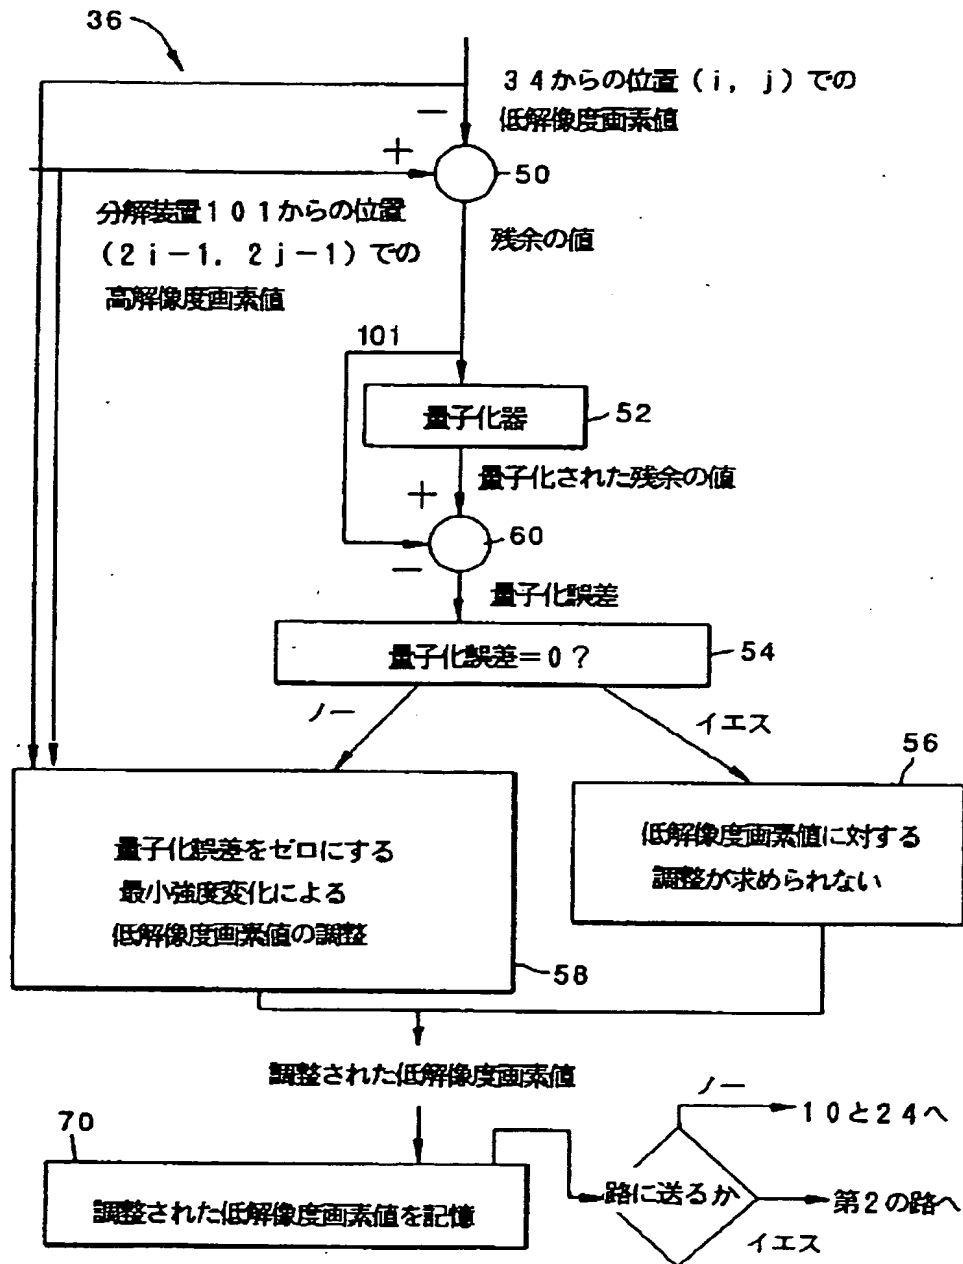 36
34からの位置(i, j)での
低解像度画素値
−
+
50
分解装置101からの位置
(2i−1, 2j−1)での
高解像度画素値
残余の値
101
量子化器
52
量子化された残余の値
+
60
−
量子化誤差
量子化誤差=0?
54
ノー
イエス
56
量子化誤差をゼロにする
最小強度変化による
低解像度画素値の調整
低解像度画素値に対する
調整が求められない
58
調整された低解像度画素値
ノー
10と24へ
70
調整された低解像度画素値を記憶
路に送るか
第2の路へ
イエス